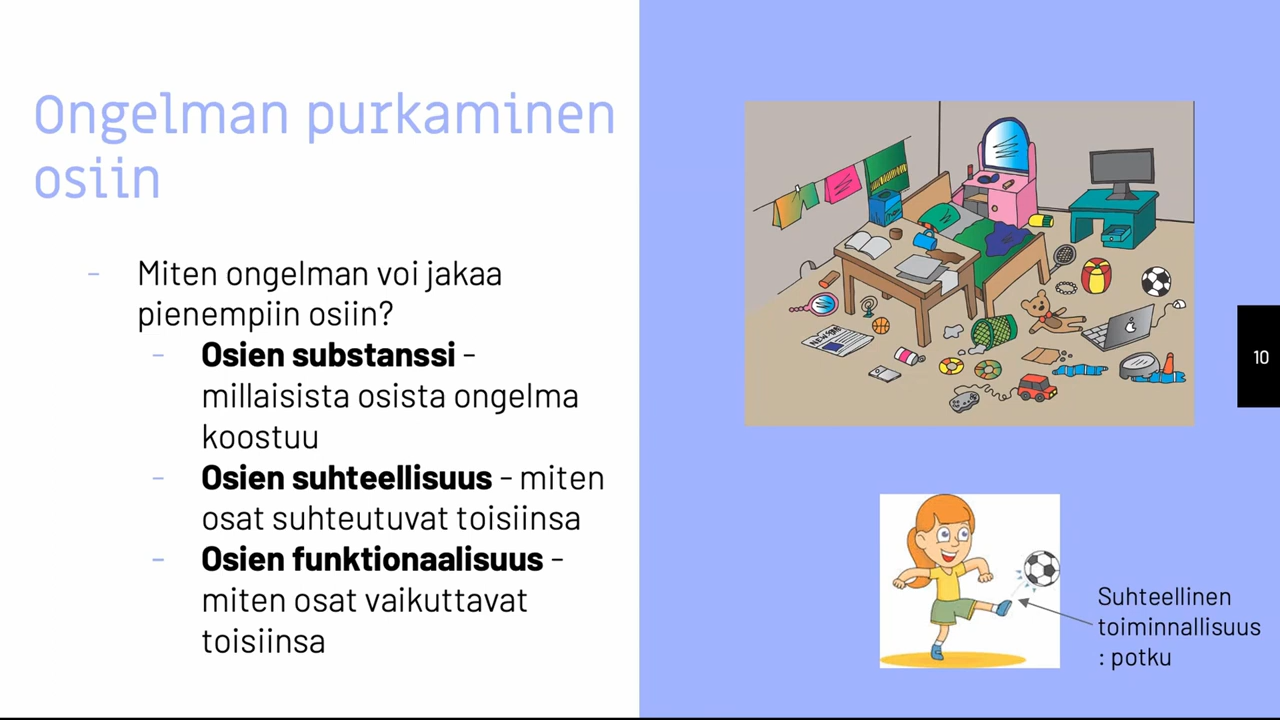 Ongelman purkaminen
osiin
- Miten ongelman voi jakaa
pienempiin osiin?
- Osien substanssi -
millaisista osista ongelma
koostuu
- Osien suhteellisuus - miten
osat suhteutuvat toisiinsa
- Osien funktionaalisuus -
miten osat vaikuttavat
toisiinsa
10
Suhteellinen
toiminnallisuus
: potku